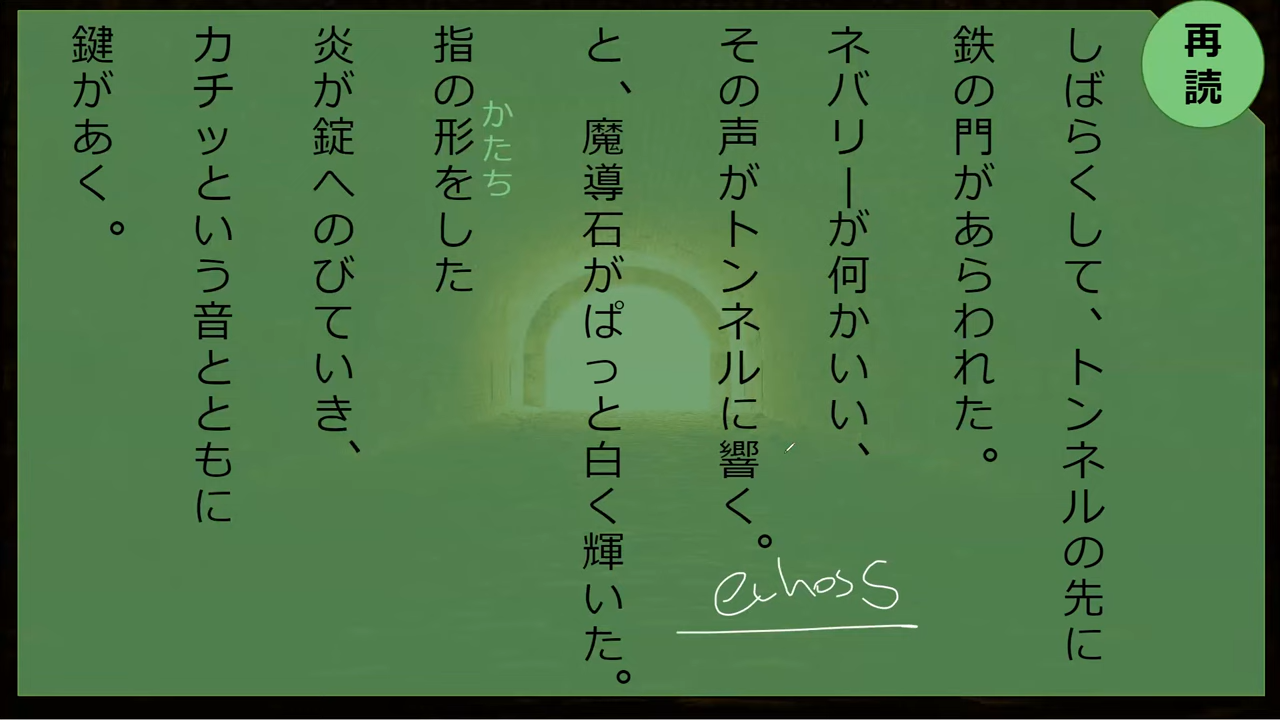 再読
しばらくして、トンネルの先に
鉄の門があらわれた。
ネバリーが何かいい、
その声がトンネルに響く。
echoss
と、魔導石がぱっと白く輝いた。
かたち
指の形をした
炎が錠へのびていき、
カチッという音とともに
鍵があく。